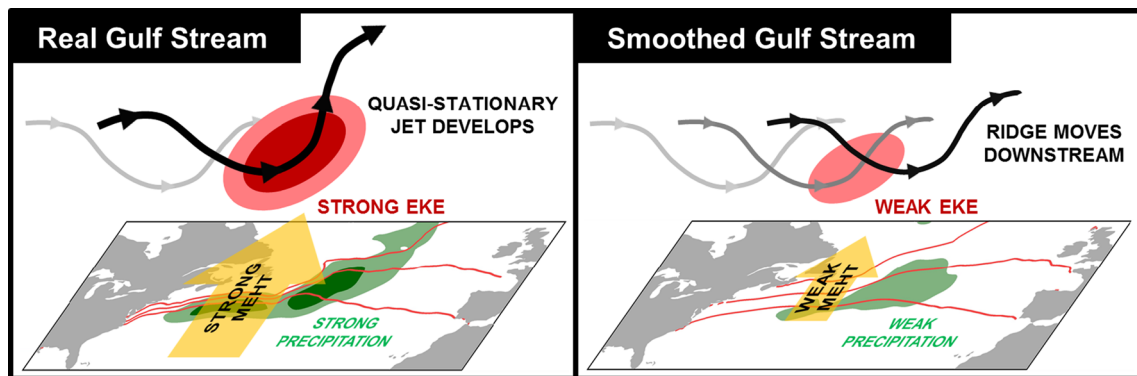 Real Gulf Stream
QUASI-STATIONARY
JET DEVELOPS
STRONG EKE
STRONG
MEHT
STRONG
PRECIPITATION
Smoothed Gulf Stream
RIDGE MOVES
DOWNSTREAM
WEAK EKE
WEAK
MEHT
WEAK
PRECIPITATION